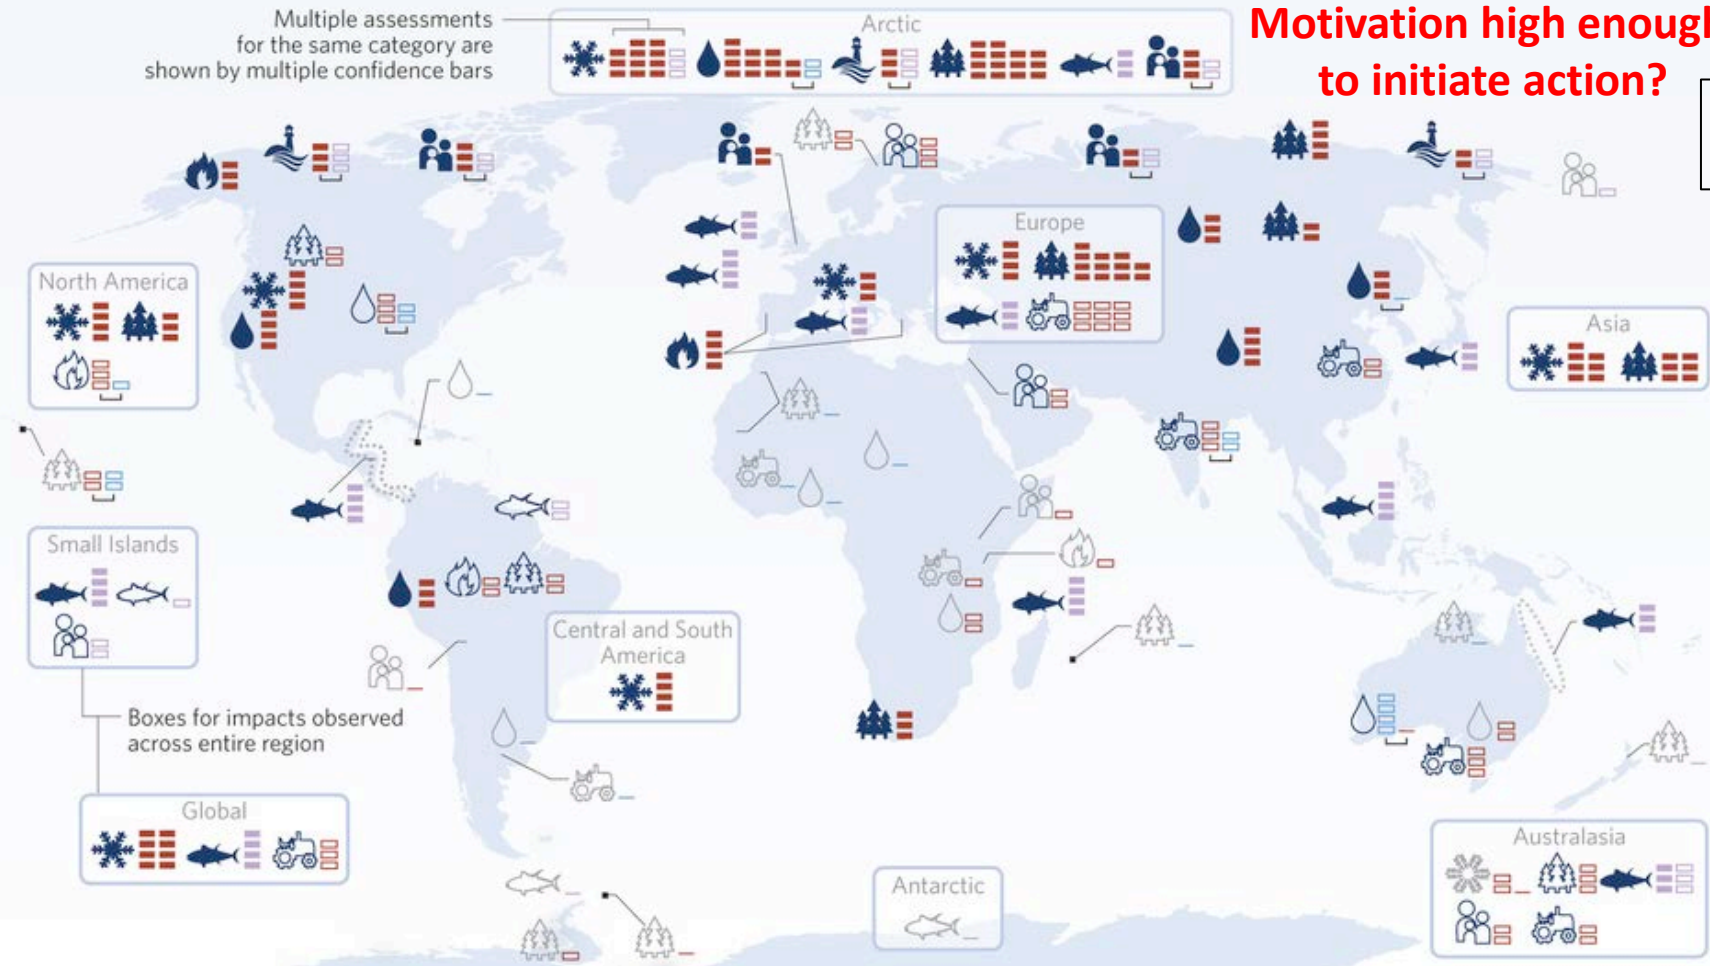 Multiple assessments
for the same category are
shown by multiple confidence bars
Arctic
Motivation high enough
to initiate action?
Europe
North America
Asia
Small Islands
Central and South
America
Boxes for impacts observed
across entire region
Global
Australasia
Antarctic